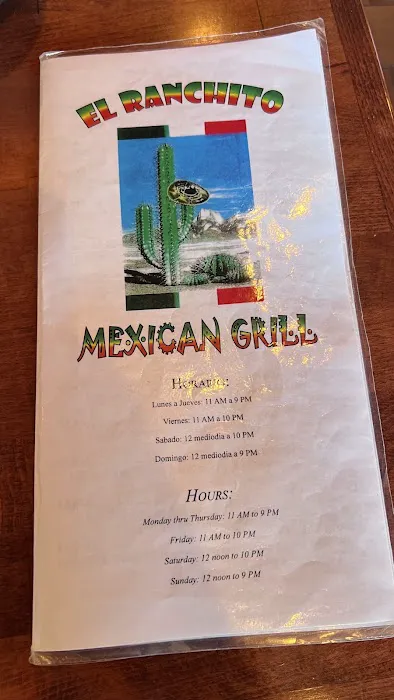 EL RANCHITO
MEXICAN GRILL
HORARIO:
Lunes a Jueves: 11 AM a 9 PM
Viernes: 11 AM a 10 PM
Sabado: 12 mediodia a 10 PM
Domingo: 12 mediodia a 9 PM
HOURS:
Monday thru Thursday: 11 AM to 9 PM
Friday: 11 AM to 10 PM
Saturday: 12 noon to 10 PM
Sunday: 12 noon to 9 PM